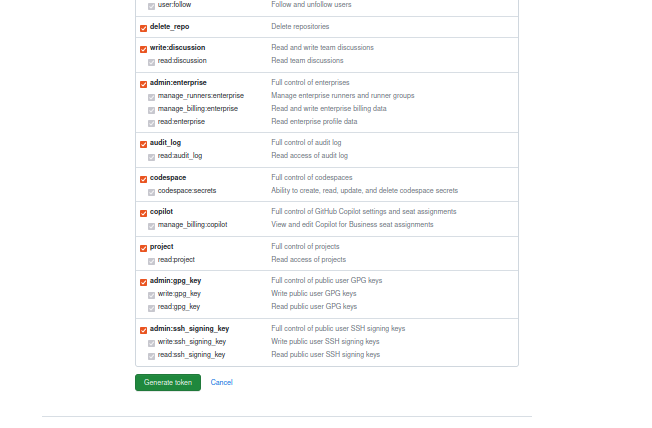 user:follow Follow and unfollow users
delete_repo Delete repositories
write:discussion Read and write team discussions
read:discussion Read team discussions
admin:enterprise Full control of enterprises
manage_runners:enterprise Manage enterprise runners and runner groups
manage_billing:enterprise Read and write enterprise billing data
read:enterprise Read enterprise profile data
audit_log Full control of audit log
read:audit_log Read access of audit log
codespace Full control of codespaces
codespace:secrets Ability to create, read, update, and delete codespace secrets
copilot Full control of GitHub Copilot settings and seat assignments
manage_billing:copilot View and edit Copilot for Business seat assignments
project Full control of projects
read:project Read access of projects
admin:gpg_key Full control of public user GPG keys
write:gpg_key Write public user GPG keys
read:gpg_key Read public user GPG keys
admin:ssh_signing_key Full control of public user SSH signing keys
write:ssh_signing_key Write public user SSH signing keys
read:ssh_signing_key Read public user SSH signing keys
Generate token Cancel